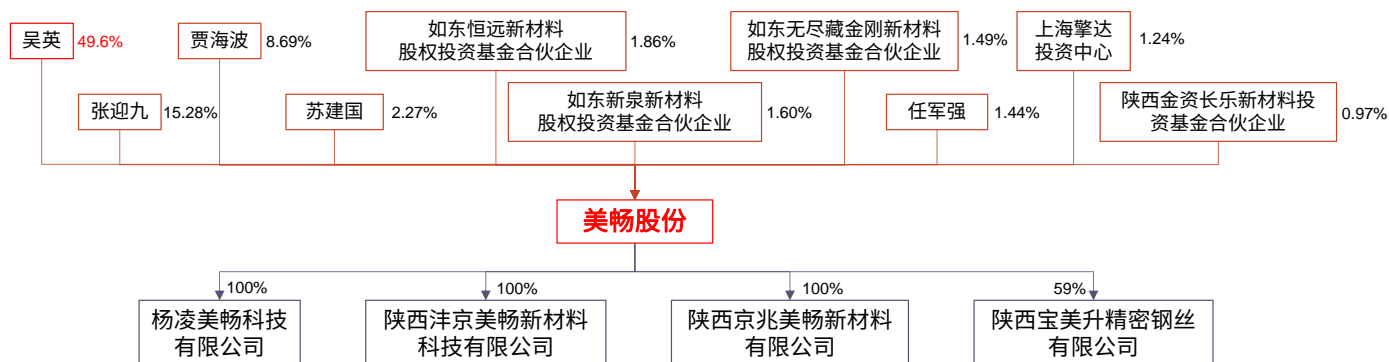 吴英
49.6%
贾海波
8.69%
如东恒远新材料
股权投资基金合伙企业
1.86%
如东无尽藏金刚新材料
股权投资基金合伙企业
1.49%
上海擎达
投资中心
1.24%
张迎九
15.28%
苏建国
2.27%
如东新泉新材料
股权投资基金合伙企业
1.60%
任军强
1.44%
陕西金资长乐新材料投
资基金合伙企业
0.97%
美畅股份
100%
100%
100%
59%
杨凌美畅科技
有限公司
陕西沣京美畅新材料
科技有限公司
陕西京兆美畅新材料
有限公司
陕西宝美升精密钢丝
有限公司